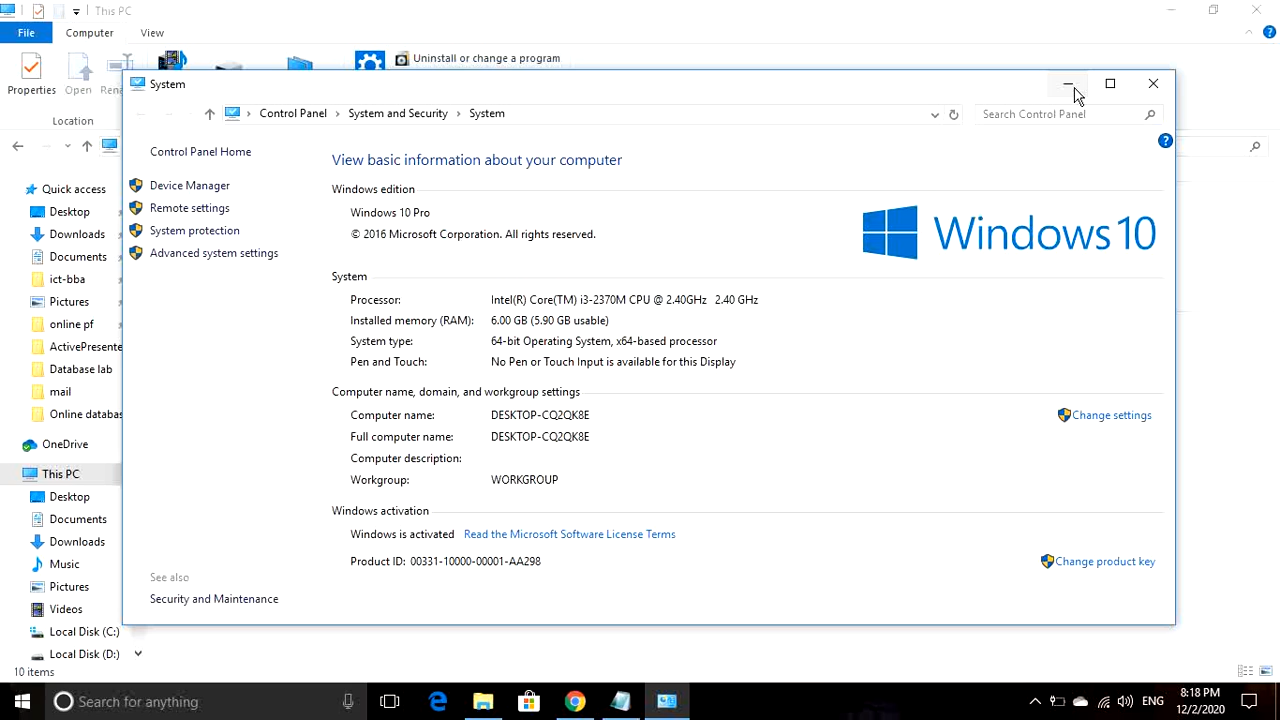 This PC
File Computer View
Uninstall or change a program
Properties Open
Location
System
Control Panel System and Security System
Search Control Panel
Control Panel Home
Device Manager
Remote settings
System protection
Advanced system settings
See also
Security and Maintenance
View basic information about your computer
Windows edition
Windows 10 Pro
© 2016 Microsoft Corporation. All rights reserved.
Windows 10
System
Processor: Intel(R) Core(TM) i3-2370M CPU @ 2.40GHz 2.40 GHz
Installed memory (RAM): 6.00 GB (5.90 GB usable)
System type: 64-bit Operating System, x64-based processor
Pen and Touch: No Pen or Touch Input is available for this Display
Computer name, domain, and workgroup settings
Computer name: DESKTOP-CQ2QK8E
Change settings
Full computer name: DESKTOP-CQ2QK8E
Computer description:
Workgroup: WORKGROUP
Windows activation
Windows is activated Read the Microsoft Software License Terms
Product ID: 00331-10000-00001-AA298
Change product key
Quick access
Desktop
Downloads
Documents
ict-bba
Pictures
online pf
ActivePresente
Database lab
mail
Online databas
OneDrive
This PC
Desktop
Documents
Downloads
Music
Pictures
Videos
Local Disk (C:)
Local Disk (D:)
10 items
Search for anything
ENG
8:18 PM
12/2/2020